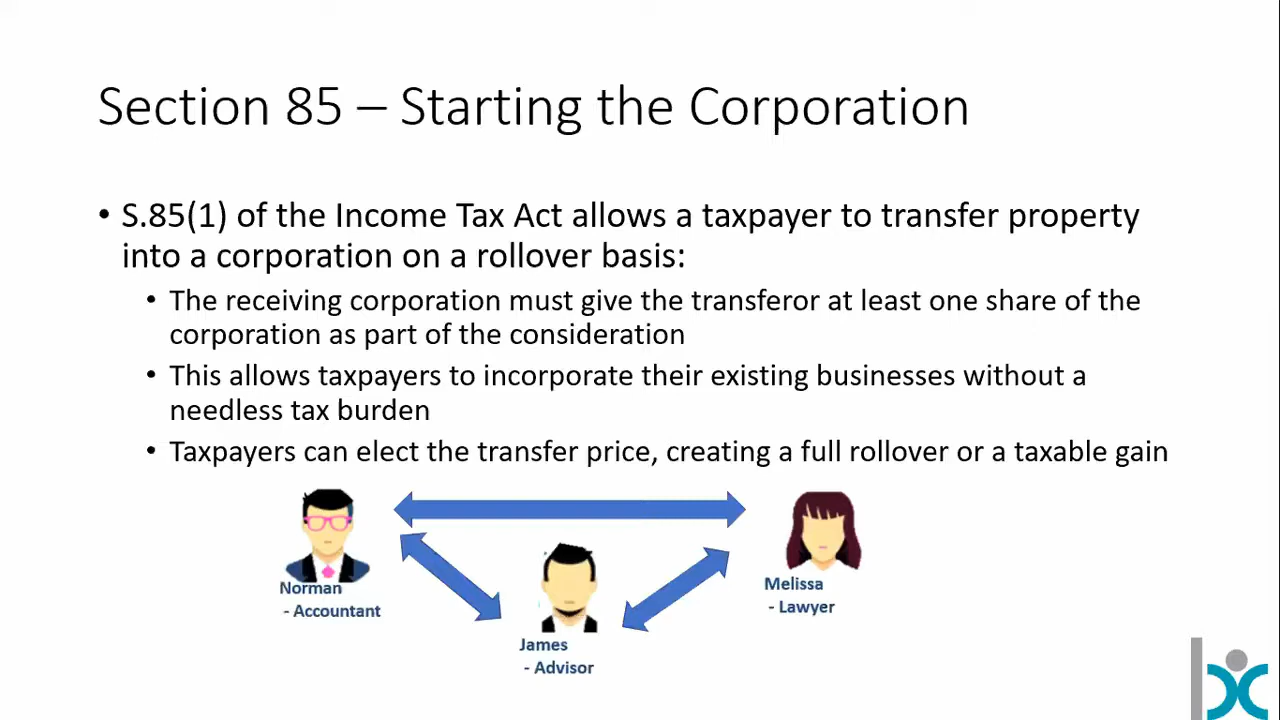 Section 85 – Starting the Corporation
• S.85(1) of the Income Tax Act allows a taxpayer to transfer property
into a corporation on a rollover basis:
• The receiving corporation must give the transferor at least one share of the
corporation as part of the consideration
• This allows taxpayers to incorporate their existing businesses without a
needless tax burden
• Taxpayers can elect the transfer price, creating a full rollover or a taxable gain
Norman
- Accountant
Melissa
- Lawyer
James
- Advisor